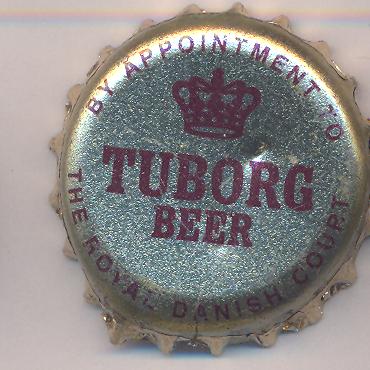 BY APPOINTMENT TO
TUBORG
BEER
THE ROYAL DANISH COURT